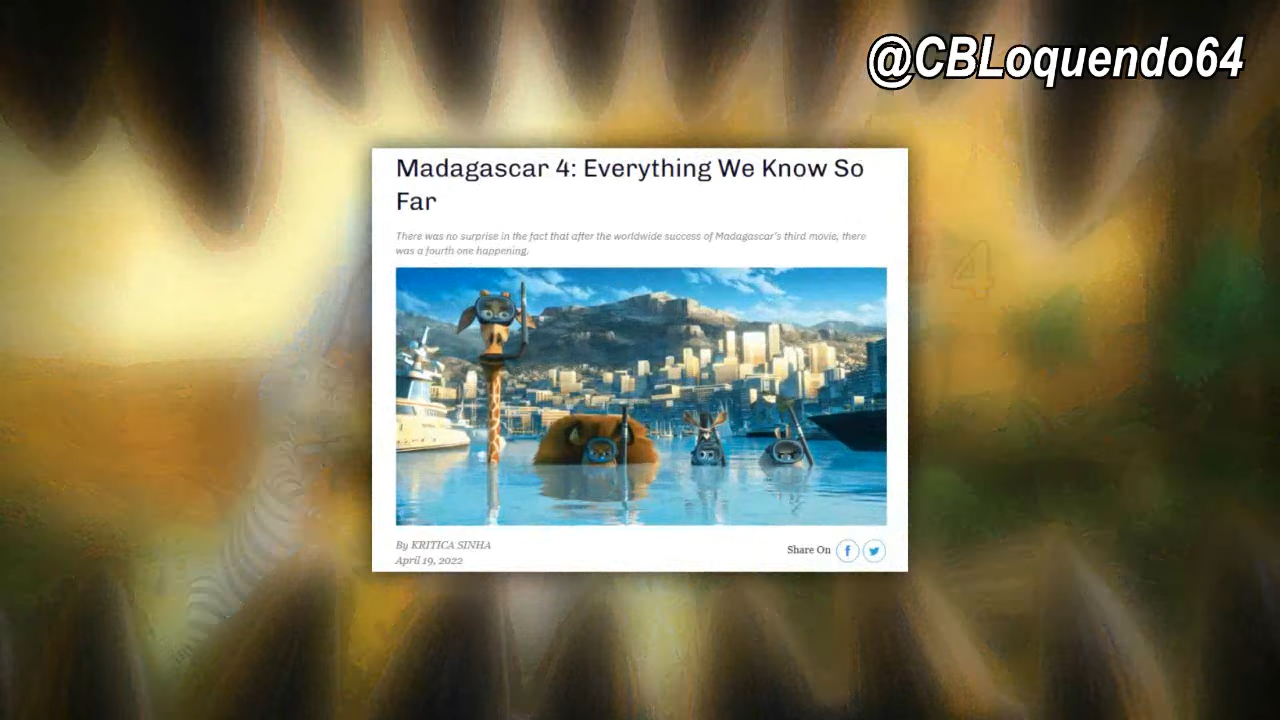 @CBLoquendo64
Madagascar 4: Everything We Know So
Far
There was no surprise in the fact that after the worldwide success of Madagascar's third movie, there
was a fourth one happening.
4
By KRITICA SINHA
Share On
April 19, 2022